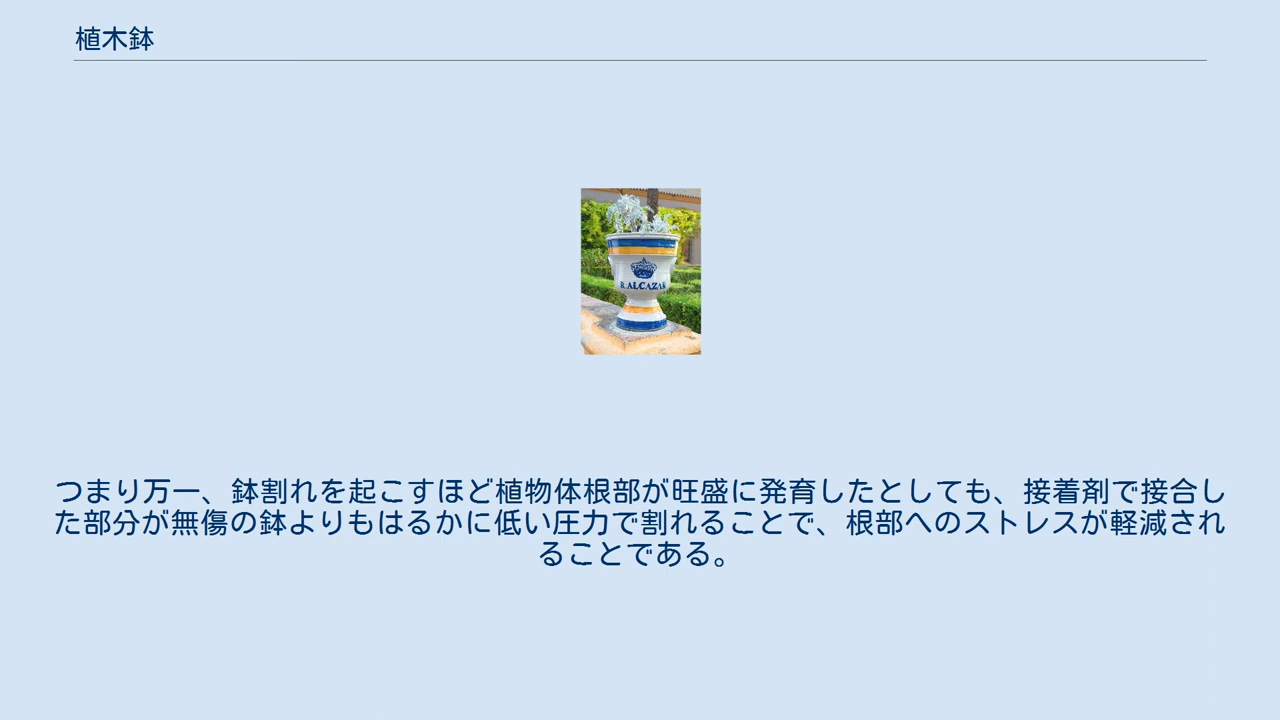 植木鉢
R.ALCAZAR
つまり万一、鉢割れを起こすほど植物体根部が旺盛に発育したとしても、接着剤で接合し
た部分が無傷の鉢よりもはるかに低い圧力で割れることで、根部へのストレスが軽減され
ることである。